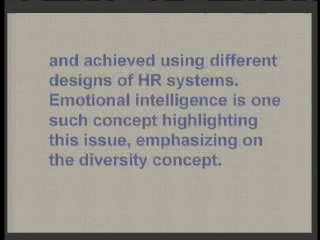 and achieved using different
designs of HR systems.
Emotional intelligence is one
such concept highlighting
this issue, emphasizing on
the diversity concept.